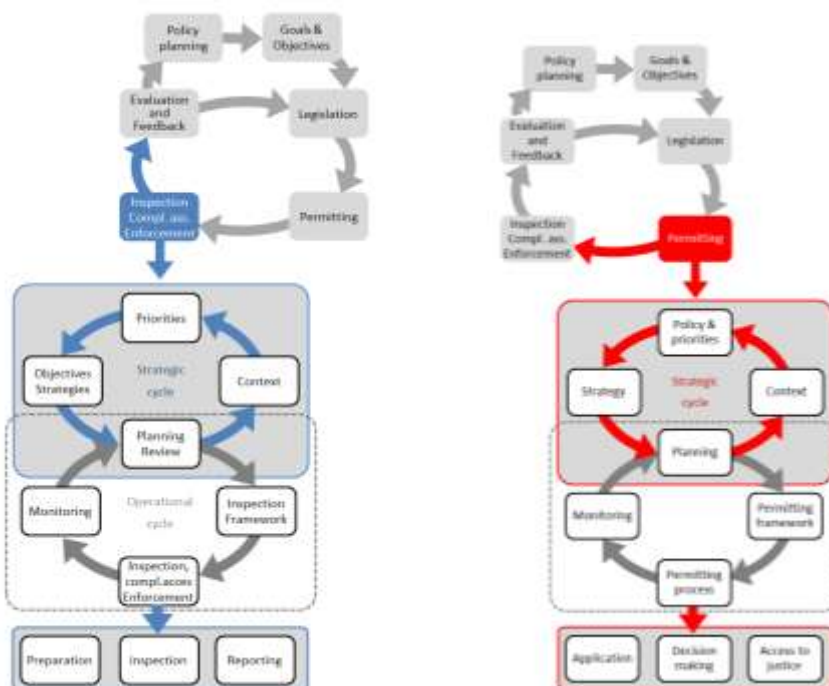 Policy
planning
Goals &
Objectives
Evaluation
and
Feedback
Legislation
Inspection
Compl. ass.
Enforcement
Permitting
Priorities
Objectives
Strategies
Strategic
cycle
Context
Planning
Review
Monitoring
Operational
cycle
Inspection
Framework
Inspection,
compl.acces
Enforcement
Preparation
Inspection
Reporting
Policy
planning
Goals &
Objectives
Evaluation
and
Feedback
Legislation
Inspection
Compl. ass.
Enforcement
Permitting
Policy &
priorities
Strategy
Strategic
cycle
Context
Planning
Monitoring
Permitting
framework
Permitting
process
Application
Decision
making
Access to
justice